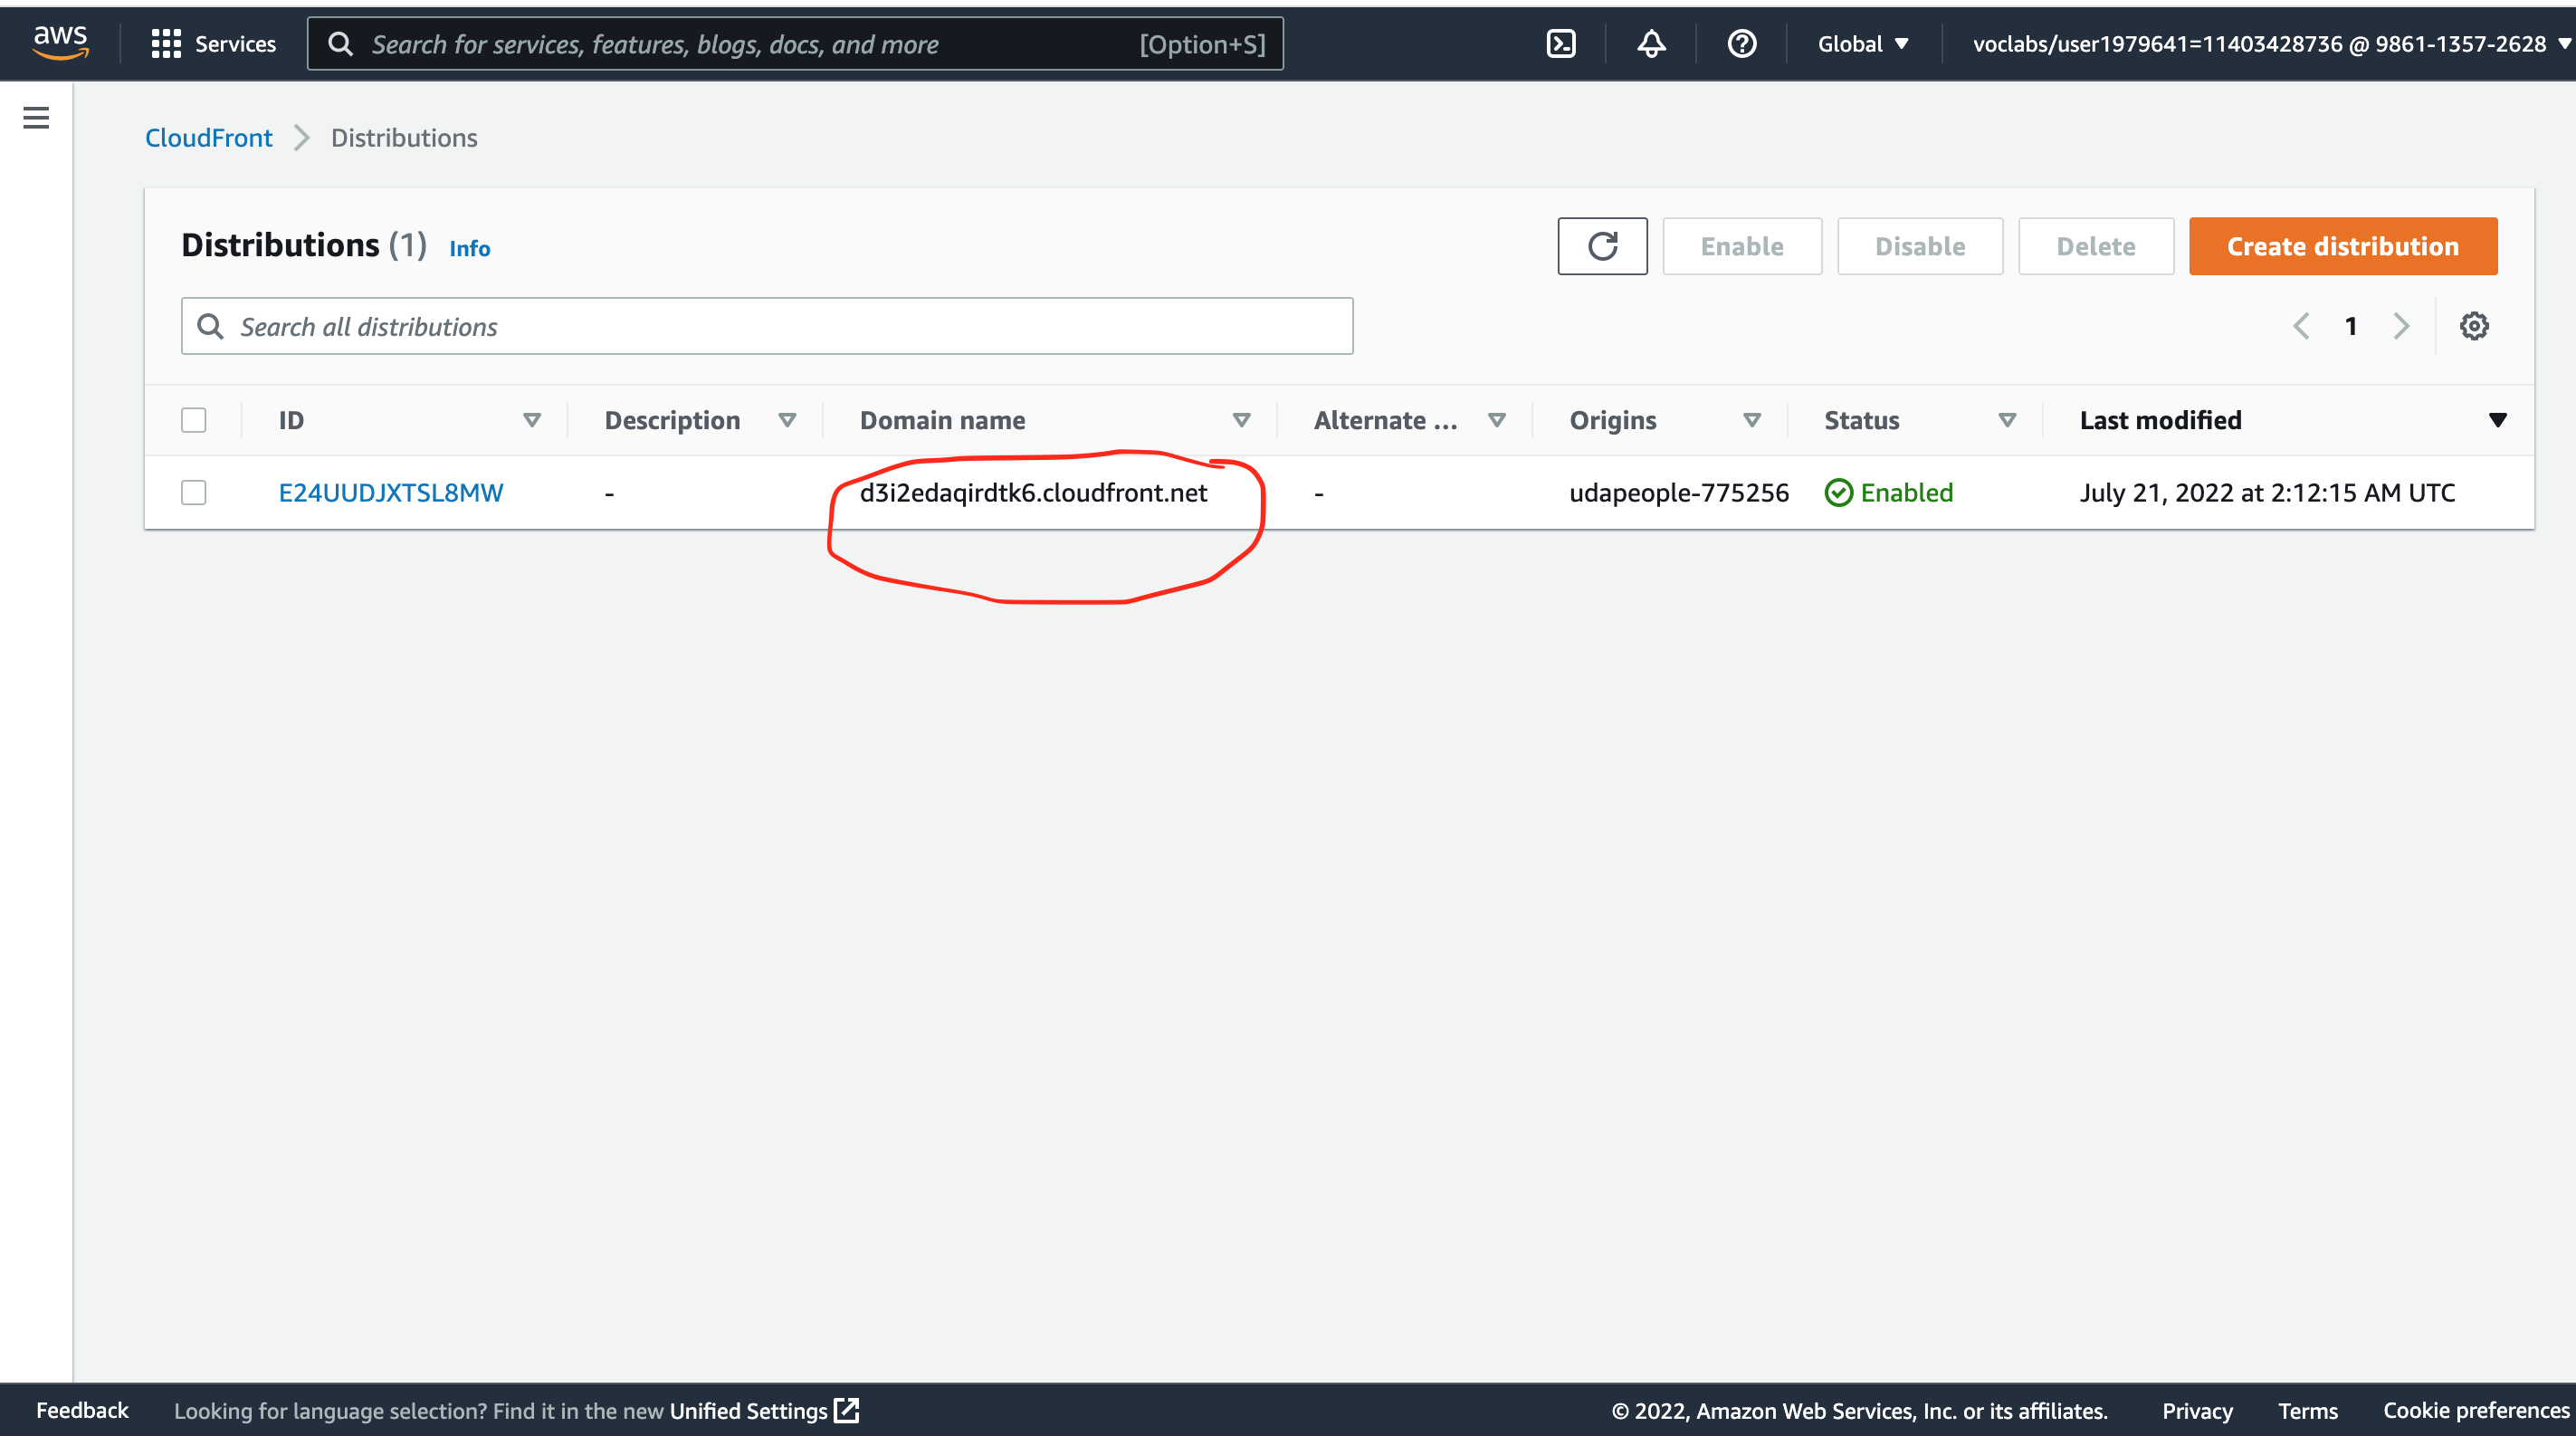 aws Services Search for services, features, blogs, docs, and more [Option+S] Global voclabs/user1979641=11403428736 @ 9861-1357-2628
CloudFront Distributions
Distributions (1) Info Enable Disable Delete Create distribution
Search all distributions 1
ID Description Domain name Alternate ... Origins Status Last modified
E24UUDJXTSL8MW - d3i2edaqirdtk6.cloudfront.net - udapeople-775256 Enabled July 21, 2022 at 2:12:15 AM UTC
Feedback Looking for language selection? Find it in the new Unified Settings © 2022, Amazon Web Services, Inc. or its affiliates. Privacy Terms Cookie preferences